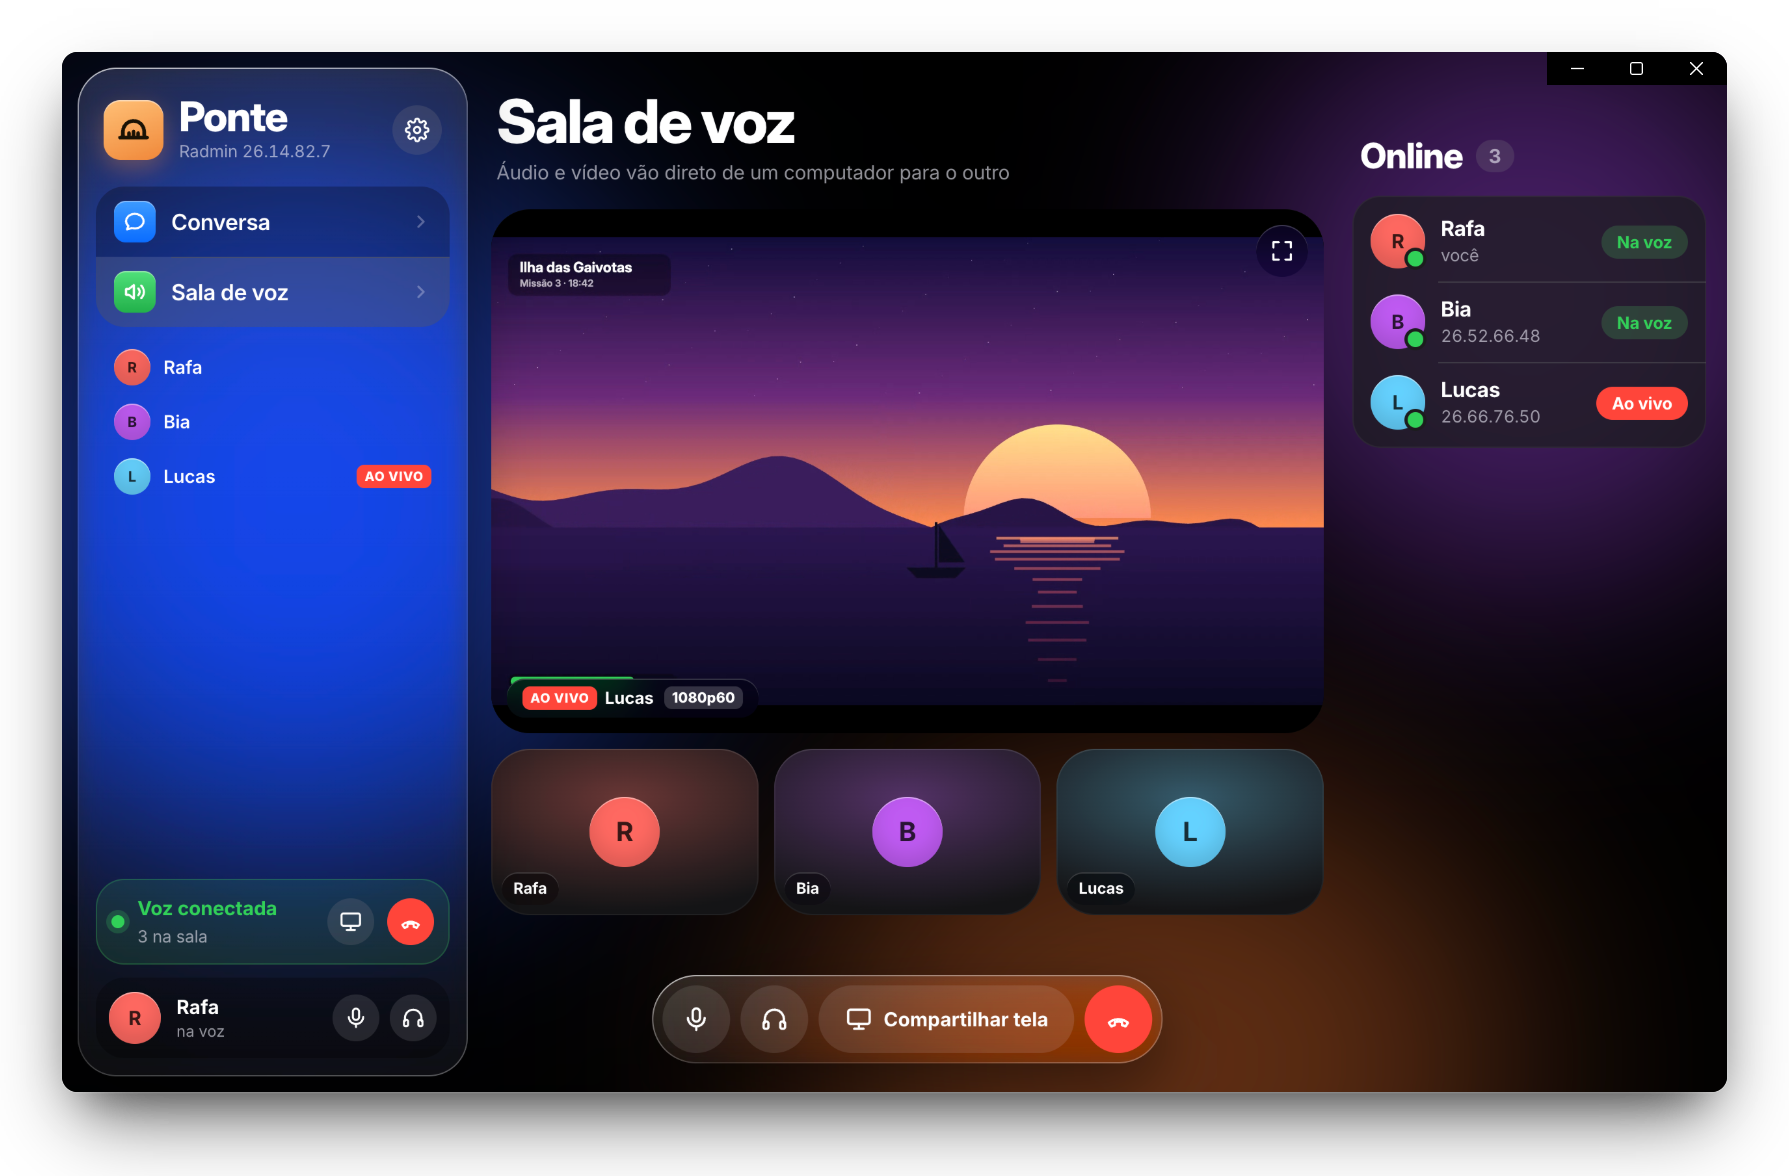 Ponte
Radmin 26.14.82.7
Conversa
Sala de voz
R Rafa
B Bia
L Lucas AO VIVO
Voz conectada
3 na sala
R Rafa
na voz
Sala de voz
Áudio e vídeo vão direto de um computador para o outro
Ilha das Gaivotas
Missão 3 · 18:42
AO VIVO Lucas 1080p60
R
Rafa
B
Bia
L
Lucas
Compartilhar tela
Online 3
R Rafa
você
Na voz
B Bia
26.52.66.48
Na voz
L Lucas
26.66.76.50
Ao vivo